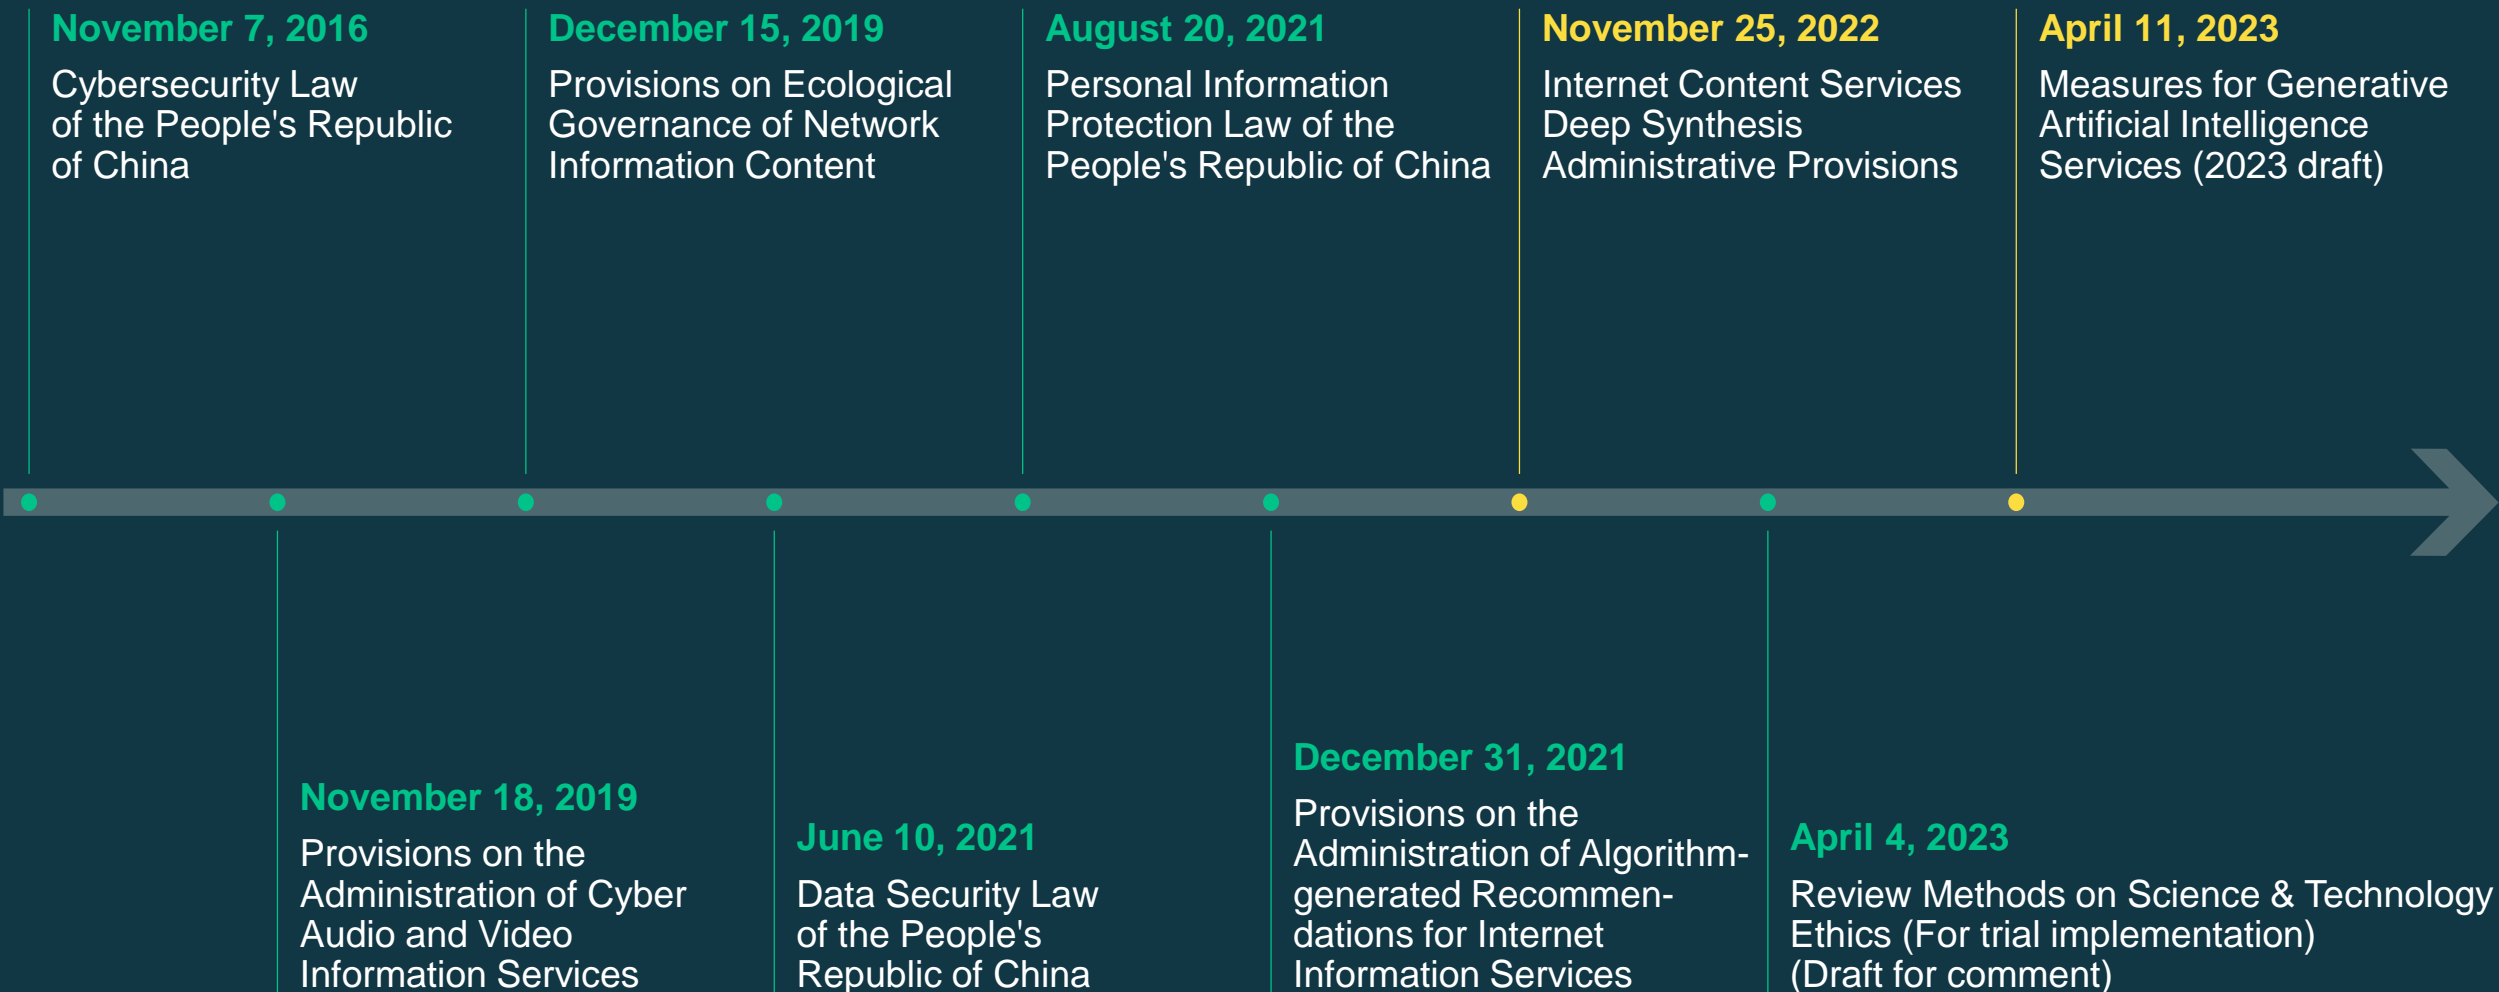 November 7, 2016
Cybersecurity Law
of the People's Republic
of China
December 15, 2019
Provisions on Ecological
Governance of Network
Information Content
August 20, 2021
Personal Information
Protection Law of the
People's Republic of China
November 25, 2022
Internet Content Services
Deep Synthesis
Administrative Provisions
April 11, 2023
Measures for Generative
Artificial Intelligence
Services (2023 draft)
November 18, 2019
Provisions on the
Administration of Cyber
Audio and Video
Information Services
June 10, 2021
Data Security Law
of the People's
Republic of China
December 31, 2021
Provisions on the
Administration of Algorithm-
generated Recommen-
dations for Internet
Information Services
April 4, 2023
Review Methods on Science & Technology
Ethics (For trial implementation)
(Draft for comment)